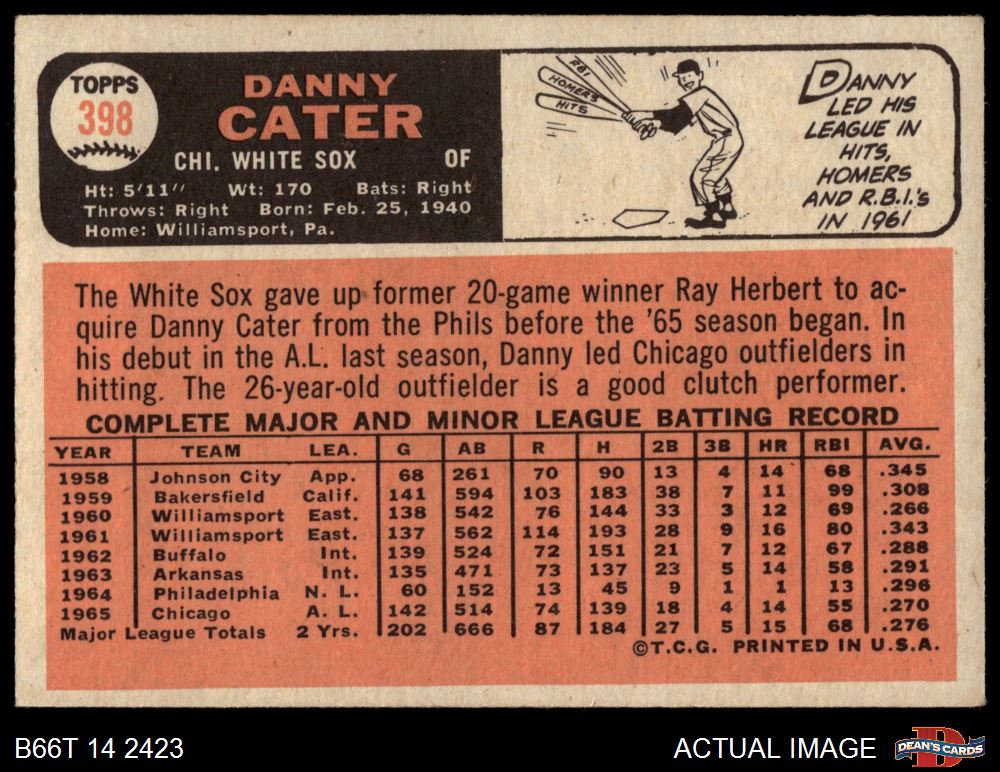 TOPPS
398
DANNY
CATER
CHI. WHITE SOX OF
Ht: 5'11" Wt: 170 Bats: Right
Throws: Right Born: Feb. 25, 1940
Home: Williamsport, Pa.
RBI
HOMERS
HITS
DANNY
LED HIS
LEAGUE IN
HITS,
HOMERS
AND R.B.I.'s
IN 1961
The White Sox gave up former 20-game winner Ray Herbert to ac-
quire Danny Cater from the Phils before the '65 season began. In
his debut in the A.L. last season, Danny led Chicago outfielders in
hitting. The 26-year-old outfielder is a good clutch performer.
COMPLETE MAJOR AND MINOR LEAGUE BATTING RECORD
YEAR TEAM LEA. G AB R H 2B 3B HR RBI AVG.
1958 Johnson City App. 68 261 70 90 13 4 14 68 .345
1959 Bakersfield Calif. 141 594 103 183 38 7 11 99 .308
1960 Williamsport East. 138 542 76 144 33 3 12 69 .266
1961 Williamsport East. 137 562 114 193 28 9 16 80 .343
1962 Buffalo Int. 139 524 72 151 21 7 12 67 .288
1963 Arkansas Int. 135 471 73 137 23 5 14 58 .291
1964 Philadelphia N. L. 60 152 13 45 9 1 1 13 .296
1965 Chicago A. L. 142 514 74 139 18 4 14 55 .270
Major League Totals 2 Yrs. 202 666 87 184 27 5 15 68 .276
©T.C.G. PRINTED IN U.S.A.
B66T 14 2423 ACTUAL IMAGE
DEAN'S CARDS